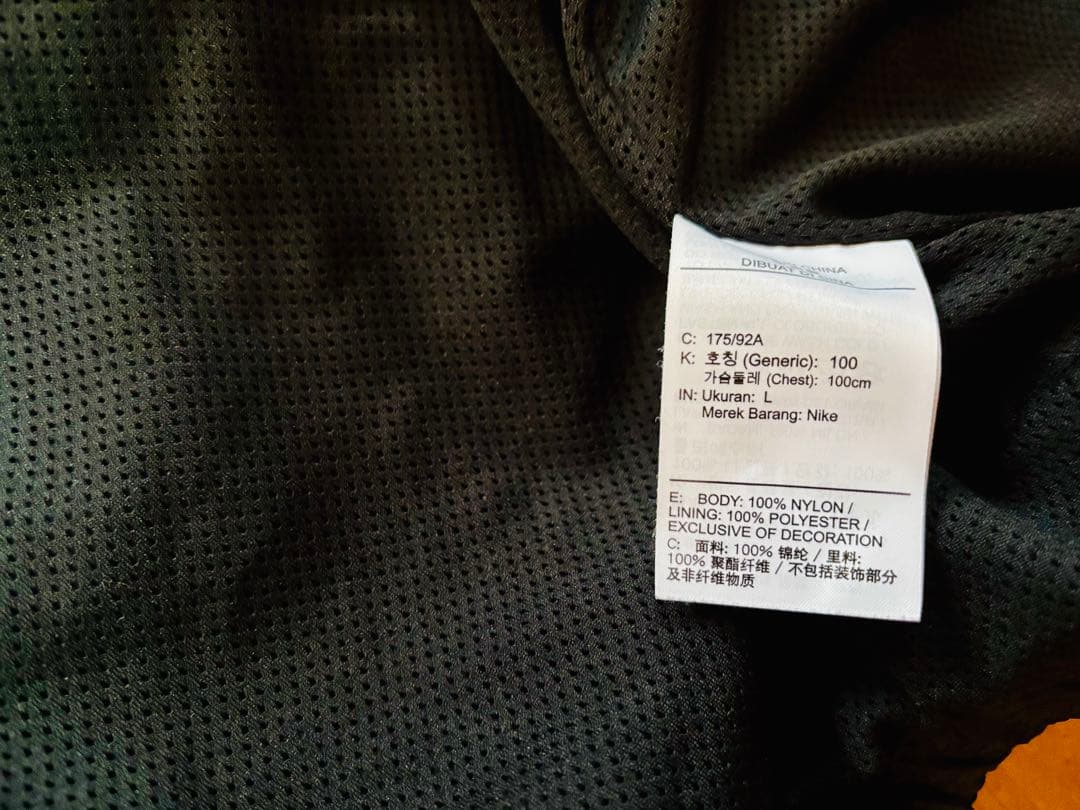 DIBUAT DI CHINA
C: 175/92A
K: 호칭 (Generic): 100
가슴둘레 (Chest): 100cm
IN: Ukuran: L
Merek Barang: Nike
E: BODY: 100% NYLON /
LINING: 100% POLYESTER /
EXCLUSIVE OF DECORATION
C: 面料: 100% 锦纶 / 里料:
100% 聚酯纤维 / 不包括装饰部分
及非纤维物质